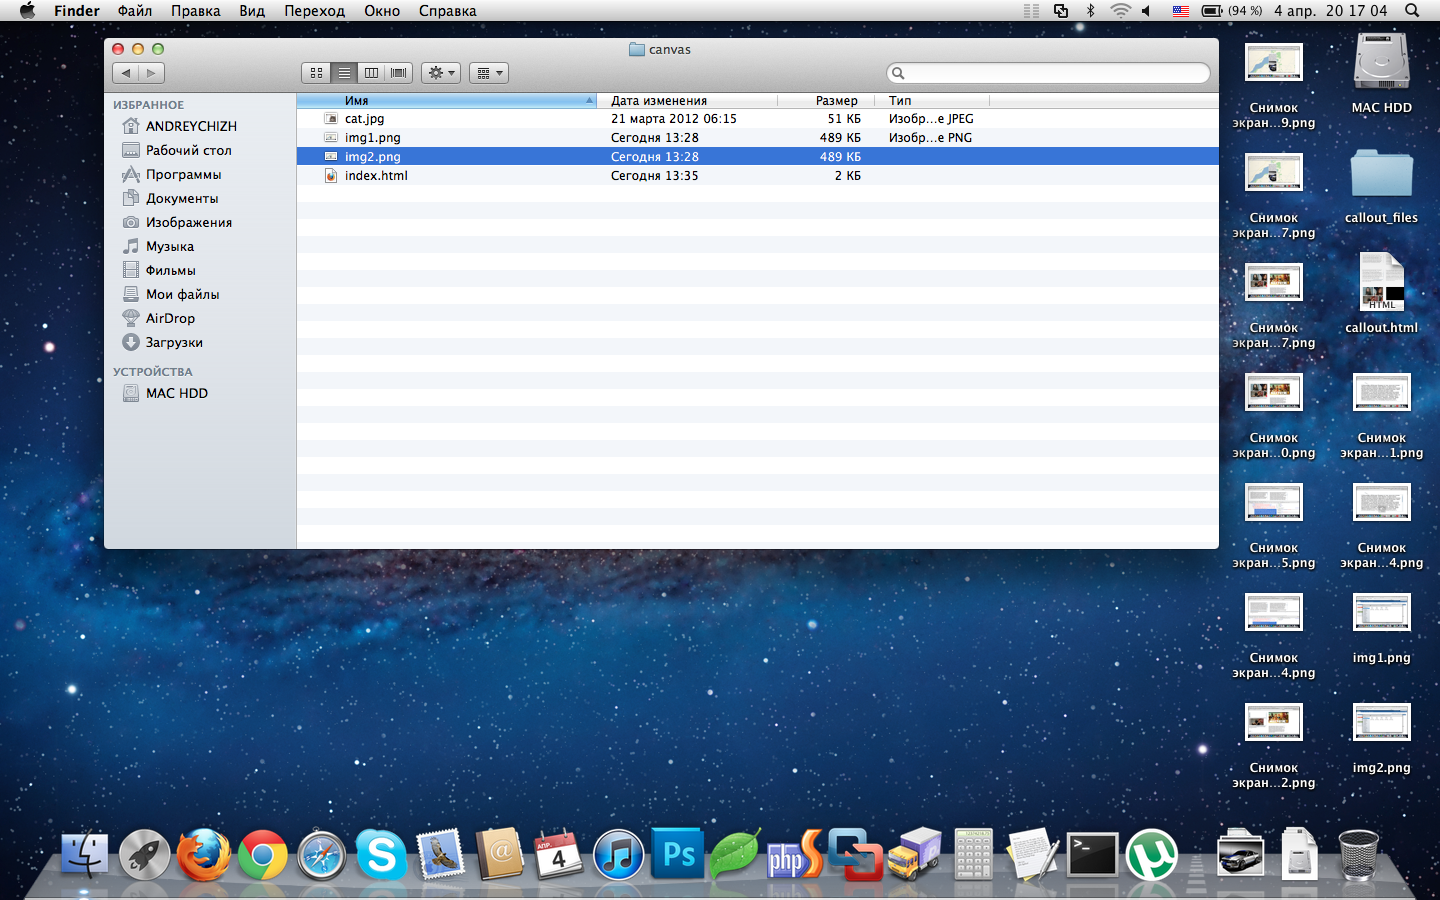 Finder Файл Правка Вид Переход Окно Справка (94 %) 4 апр. 20 17 04
canvas
ИЗБРАННОЕ
ANDREYCHIZH
Рабочий стол
Программы
Документы
Изображения
Музыка
Фильмы
Мои файлы
AirDrop
Загрузки
УСТРОЙСТВА
MAC HDD
Имя Дата изменения Размер Тип
cat.jpg 21 марта 2012 06:15 51 КБ Изобр...е JPEG
img1.png Сегодня 13:28 489 КБ Изобр...е PNG
img2.png Сегодня 13:28 489 КБ
index.html Сегодня 13:35 2 КБ
Снимок
экран...9.png
MAC HDD
Снимок
экран...7.png
callout_files
Снимок
экран...7.png
HTML
callout.html
Снимок
экран...0.png
Снимок
экран...1.png
Снимок
экран...5.png
Снимок
экран...4.png
Снимок
экран...4.png
img1.png
Снимок
экран...2.png
img2.png
АПР.
4
Ps
php